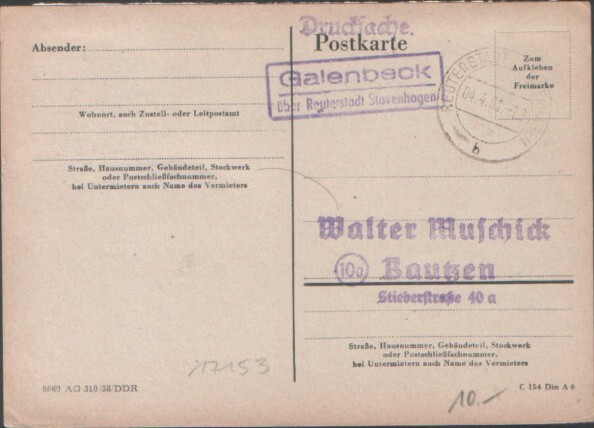 Drucksache.
Postkarte
Absender:
Galenbeck
über Reuterstadt Stavenhagen
Zum
Aufkleben
der
Freimarke
Wohnort, auch Zustell- oder Leitpostamt
Straße, Hausnummer, Gebäudeteil, Stockwerk
oder Postschließfachnummer,
bei Untermietern auch Name des Vermieters
b
Walter Muschick
10a Bautzen
Stieberstraße 40 a
Straße, Hausnummer, Gebäudeteil, Stockwerk
oder Postschließfachnummer,
bei Untermietern auch Name des Vermieters
17153
10.-
AG 310/58/DDR
C 154 Din A 6